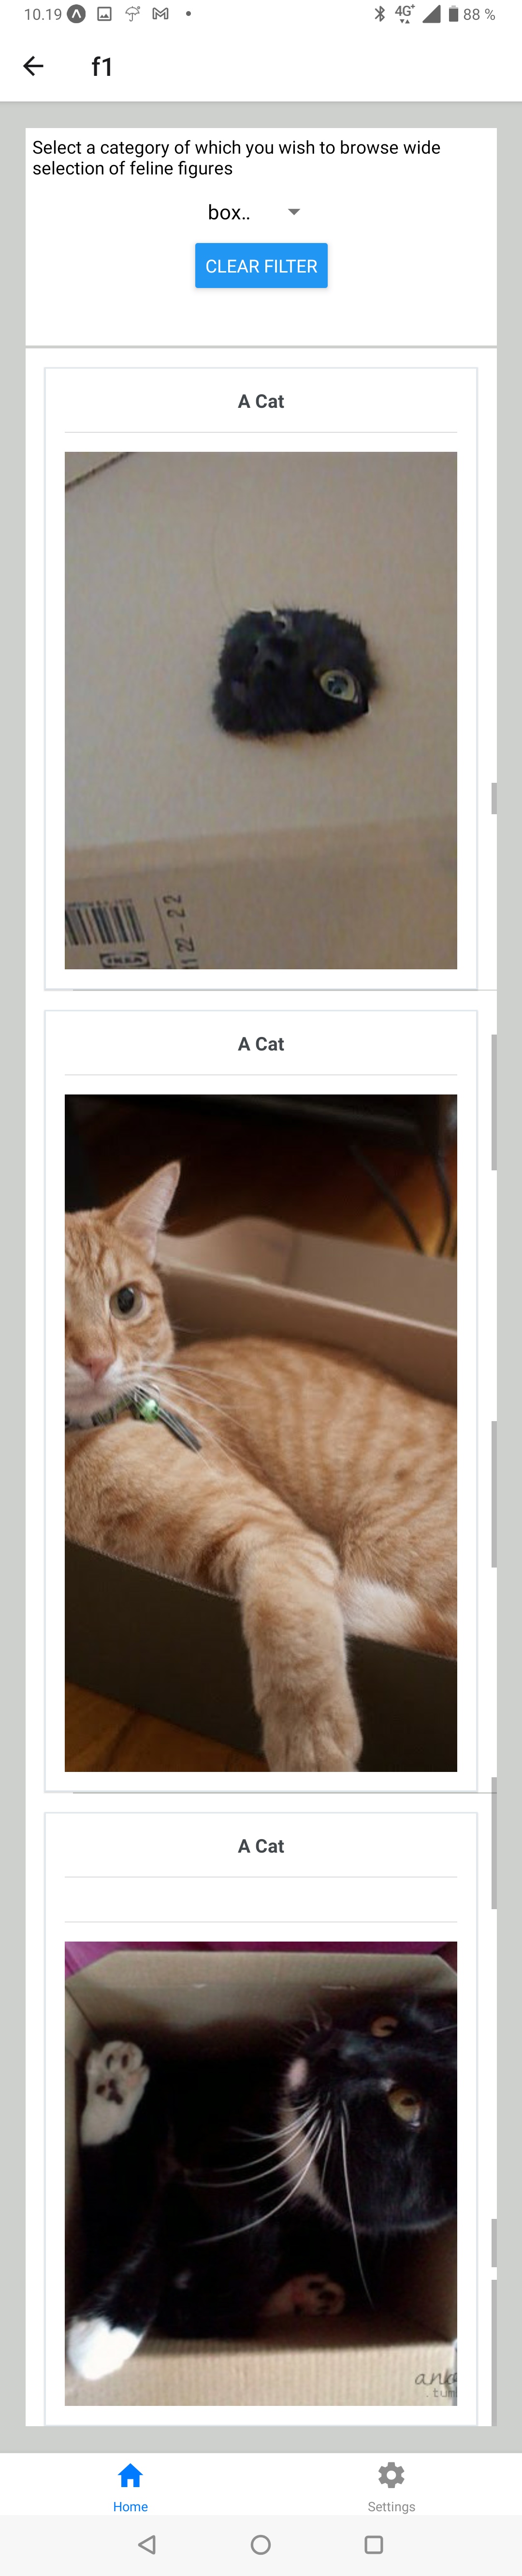 10.19 4G+ 88 %
f1
Select a category of which you wish to browse wide
selection of feline figures
box..
CLEAR FILTER
A Cat
IKEA
22-22
A Cat
A Cat
Home
Settings